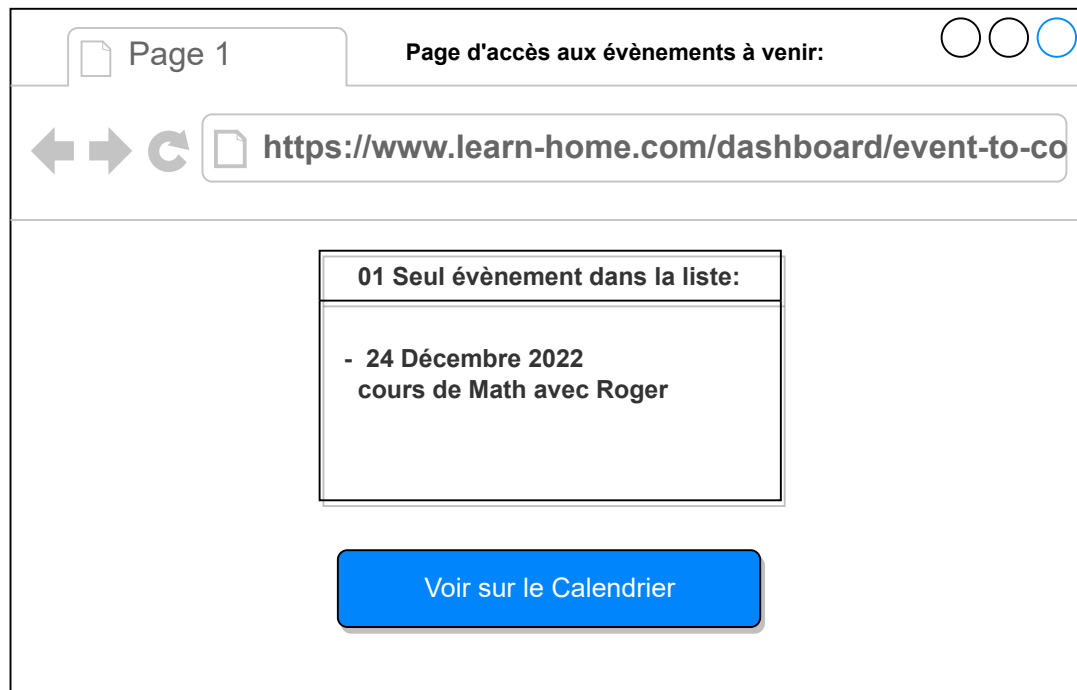 Page 1
Page d'accès aux évènements à venir:
https://www.learn-home.com/dashboard/event-to-co
01 Seul évènement dans la liste:
- 24 Décembre 2022
cours de Math avec Roger
Voir sur le Calendrier